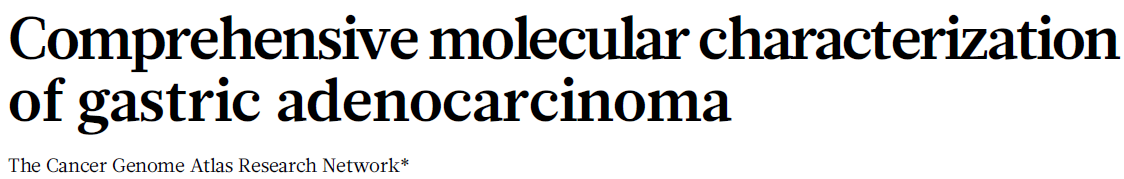 Comprehensive molecular characterization
of gastric adenocarcinoma
The Cancer Genome Atlas Research Network*